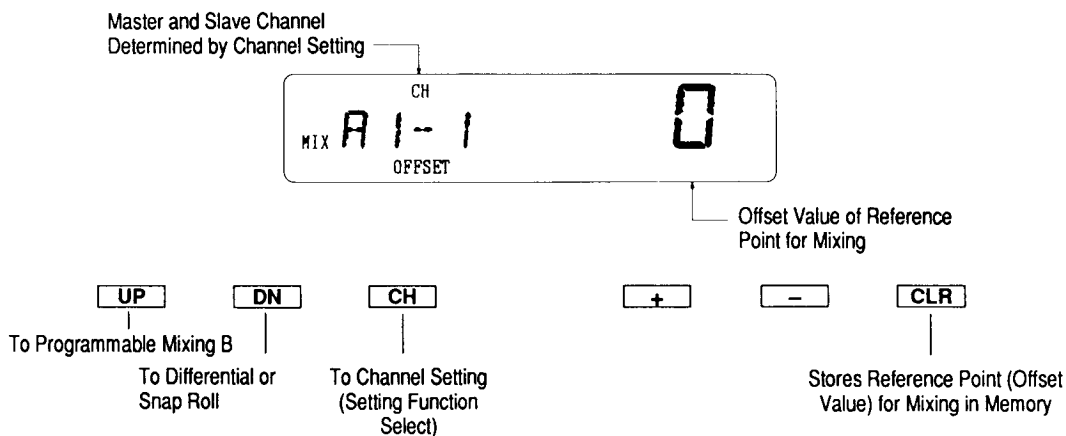 Master and Slave Channel
Determined by Channel Setting
CH
MIX A1-1 0
OFFSET
Offset Value of Reference
Point for Mixing
UP DN CH + - CLR
To Programmable Mixing B
To Differential or
Snap Roll
To Channel Setting
(Setting Function
Select)
Stores Reference Point (Offset
Value) for Mixing in Memory